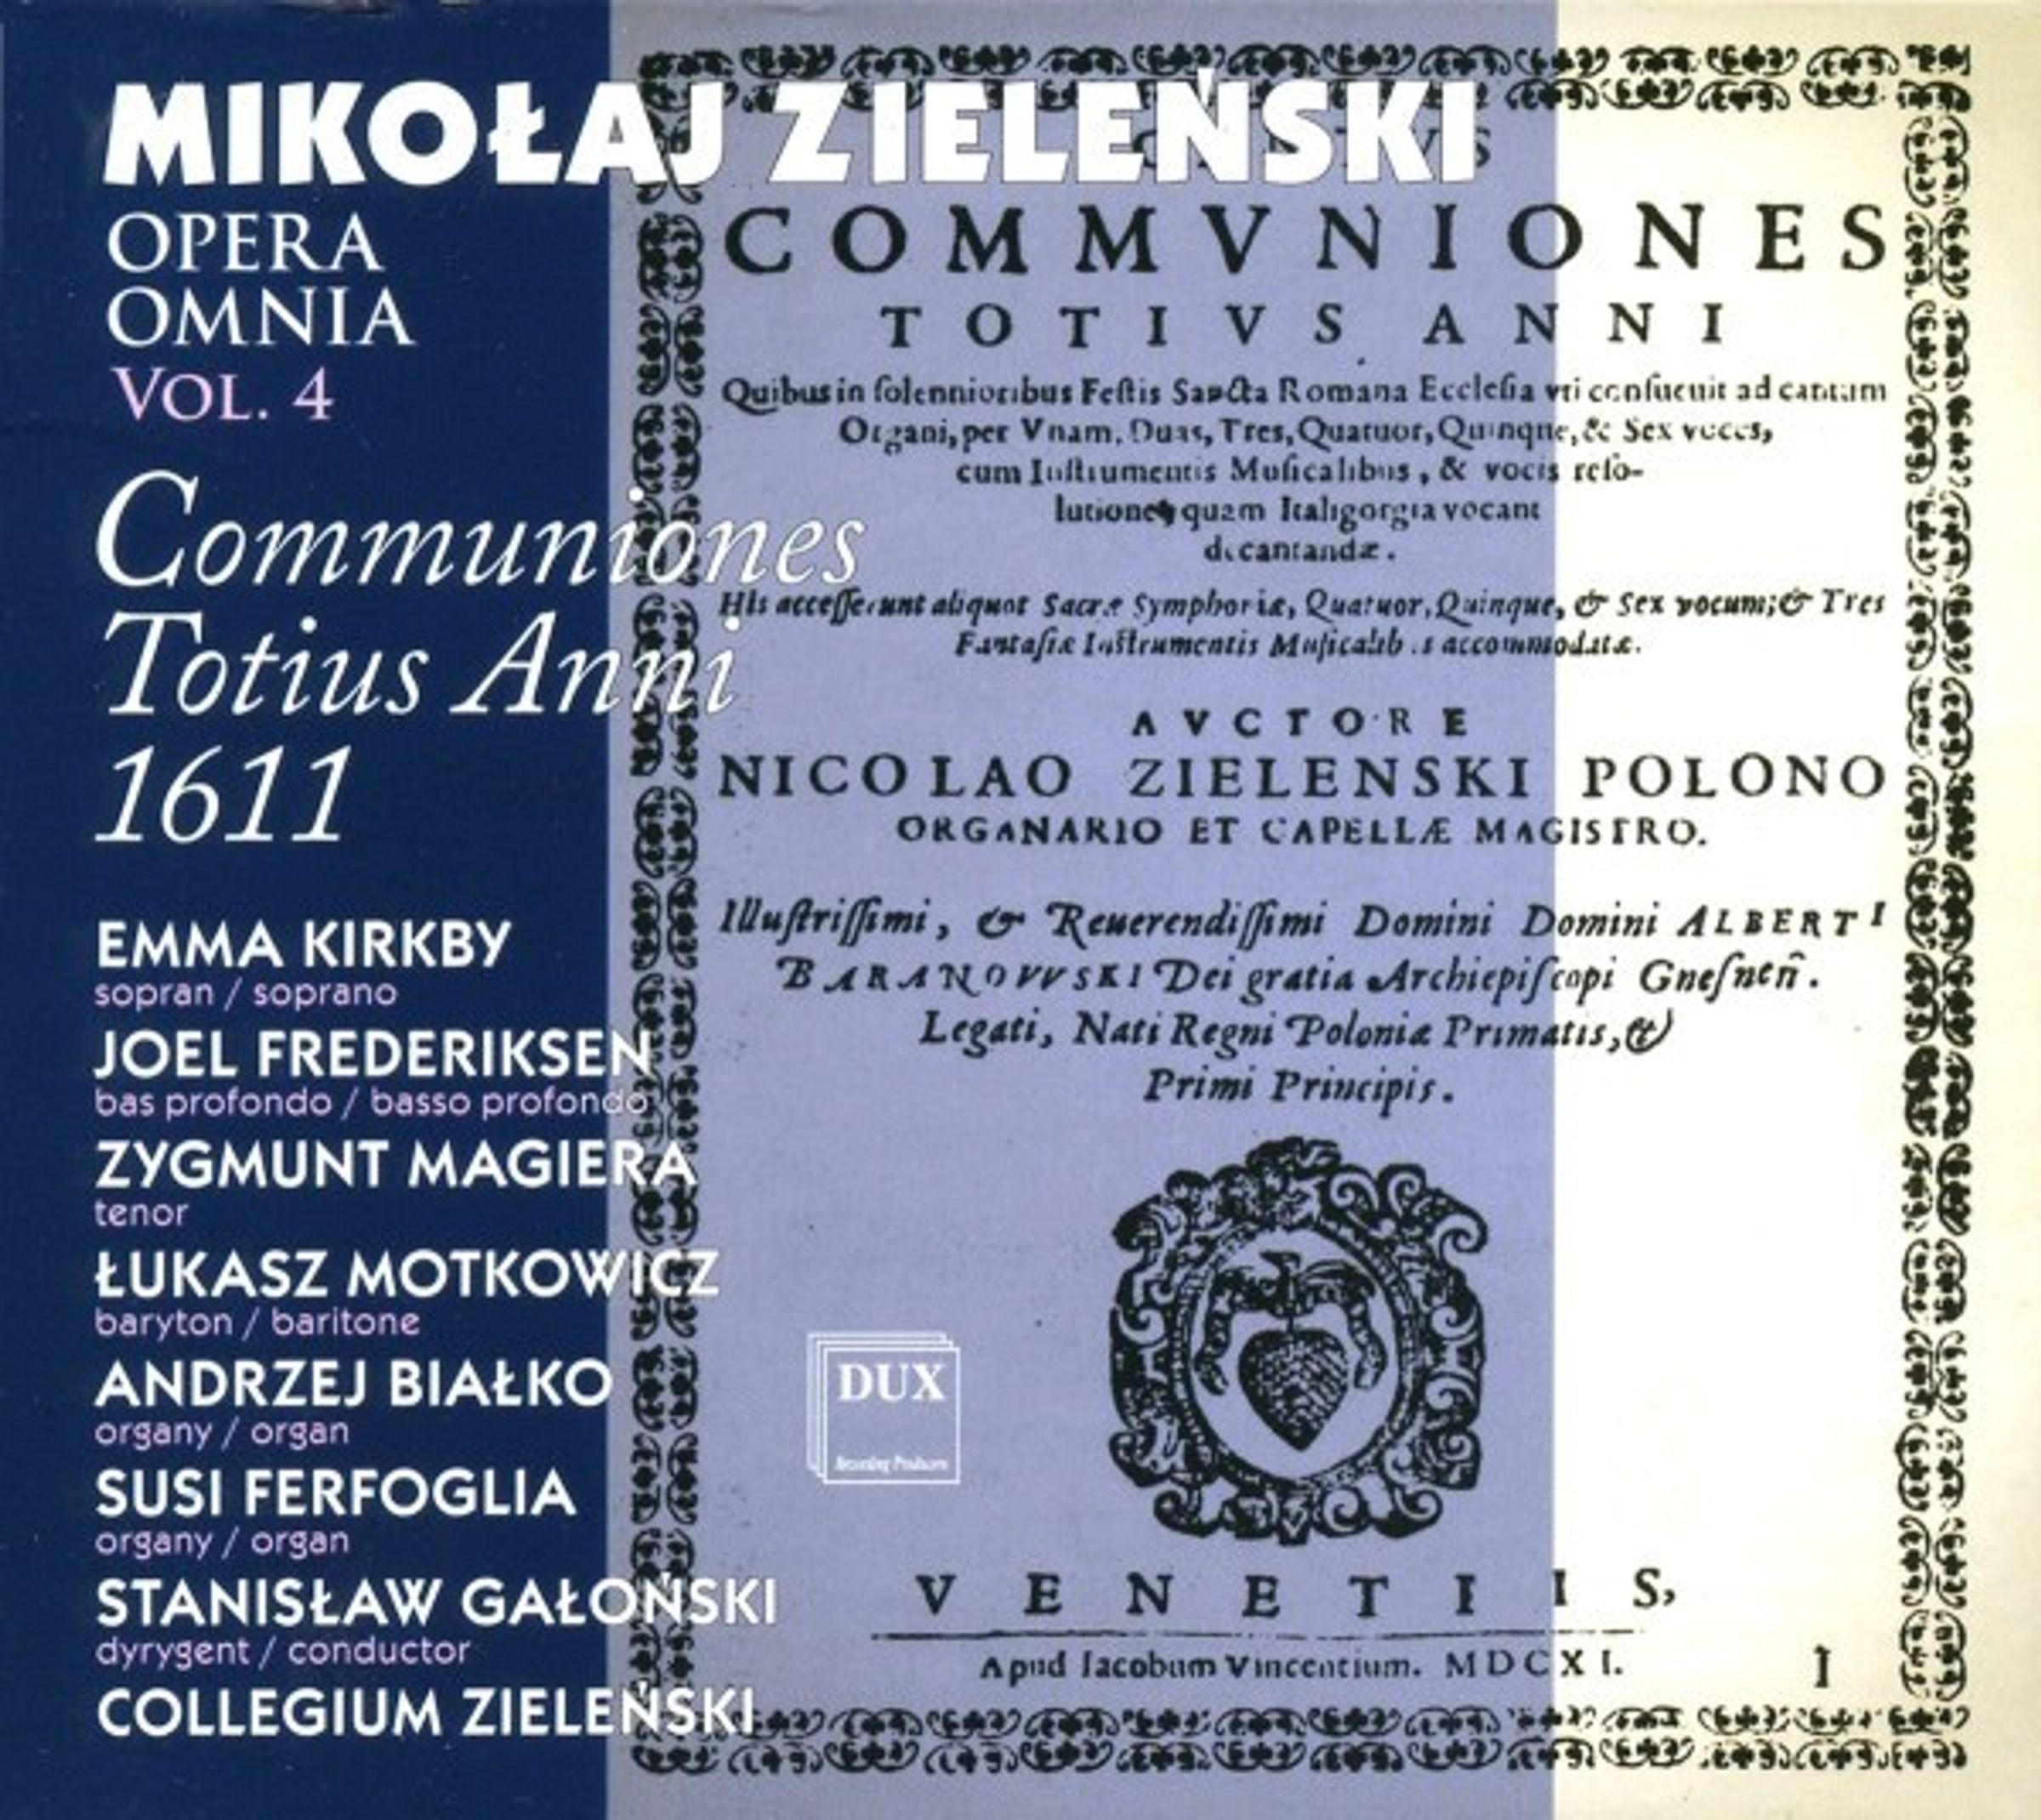 MIKOŁAJ ZIELEŃSKI
OPERA
OMNIA
VOL. 4
Communiones
Totius Anni
1611
EMMA KIRKBY
sopran / soprano
JOEL FREDERIKSEN
bas profondo / basso profondo
ZYGMUNT MAGIERA
tenor
ŁUKASZ MOTKOWICZ
baryton / baritone
ANDRZEJ BIAŁKO
organy / organ
SUSI FERFOGLIA
organy / organ
STANISŁAW GAŁOŃSKI
dyrygent / conductor
COLLEGIUM ZIELEŃSKI
COMMVNIONES
TOTIVS ANNI
Quibus in ſolennioribus Feſtis Sancta Romana Eccleſia vti conſueuit ad cantum
Organi, per Vnam, Duas, Tres, Quatuor, Quinque, & Sex voces,
cum Inſtrumentis Muſicalibus, & vocis reſo-
lutione, quam Itali gorgia vocant
decantandæ.
His acceſſerunt aliquot Sacræ Symphoniæ, Quatuor, Quinque, & Sex vocum; & Tres
Fantaſiæ Inſtrumentis Muſicalib.s accommodatæ.
AVCTORE
NICOLAO ZIELENSKI POLONO
ORGANARIO ET CAPELLÆ MAGISTRO.
Illuſtriſſimi, & Reuerendiſſimi Domini Domini ALBERTI
BARANOVVSKI Dei gratia Archiepiſcopi Gneſnen̄.
Legati, Nati Regni Poloniæ Primatis, &
Primi Principis.
DUX
Recording Producers
VENETIIS,
Apud Iacobum Vincentium. MDCXI.
I